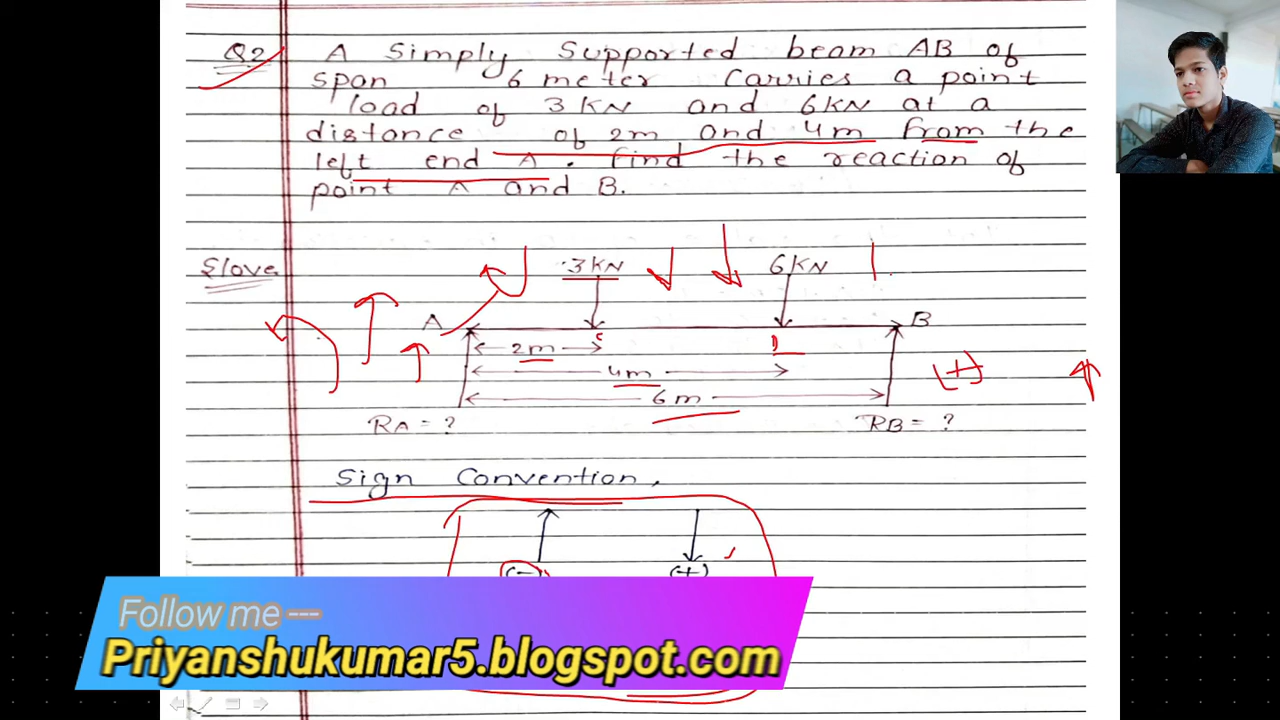 Q2 A Simply Supported beam AB of
span 6 meter Carries a point
load of 3KN and 6KN at a
distance of 2m and 4m from the
left end A. find the reaction of
point A and B.
Slove
3KN 6KN
A B
C D
2m
4m (+)
6m
RA = ? RB = ?
Sign Convention.
(-) (+)
Follow me ---
Priyanshukumar5.blogspot.com